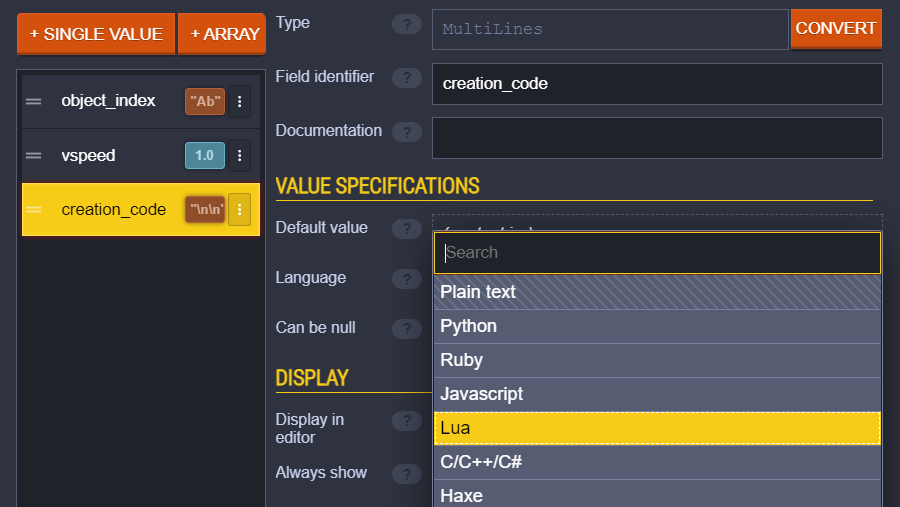 + SINGLE VALUE
+ ARRAY
object_index
"Ab"
vspeed
1.0
creation_code
"\n\n"
Type
?
MultiLines
CONVERT
Field identifier
?
creation_code
Documentation
?
VALUE SPECIFICATIONS
Default value
?
Search
Language
?
Plain text
Python
Can be null
?
Ruby
DISPLAY
Javascript
Display in
editor
?
Lua
C/C++/C#
Always show
?
Haxe